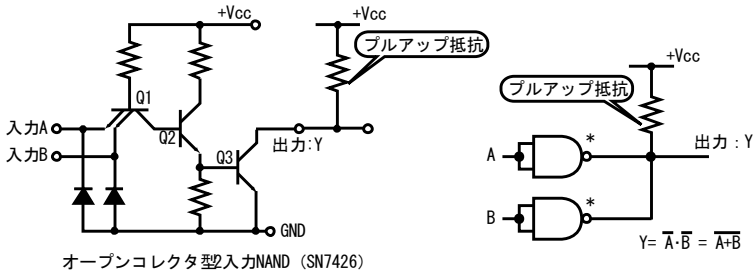 +Vcc
+Vcc
プルアップ抵抗
Q1
入力A
Q2
入力B
Q3
出力:Y
GND
オープンコレクタ型2入力NAND (SN7426)
+Vcc
プルアップ抵抗
*
A
出力：Y
*
B
Y= A̅·B̅ = A̅+̅B̅